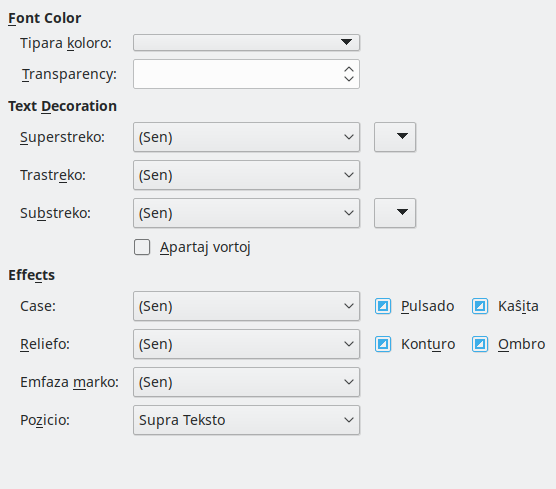 Font Color
Tipara koloro:
Transparency:
Text Decoration
Superstreko: (Sen)
Trastreko: (Sen)
Substreko: (Sen)
Apartaj vortoj
Effects
Case: (Sen) Pulsado Kaŝita
Reliefo: (Sen) Konturo Ombro
Emfaza marko: (Sen)
Pozicio: Supra Teksto